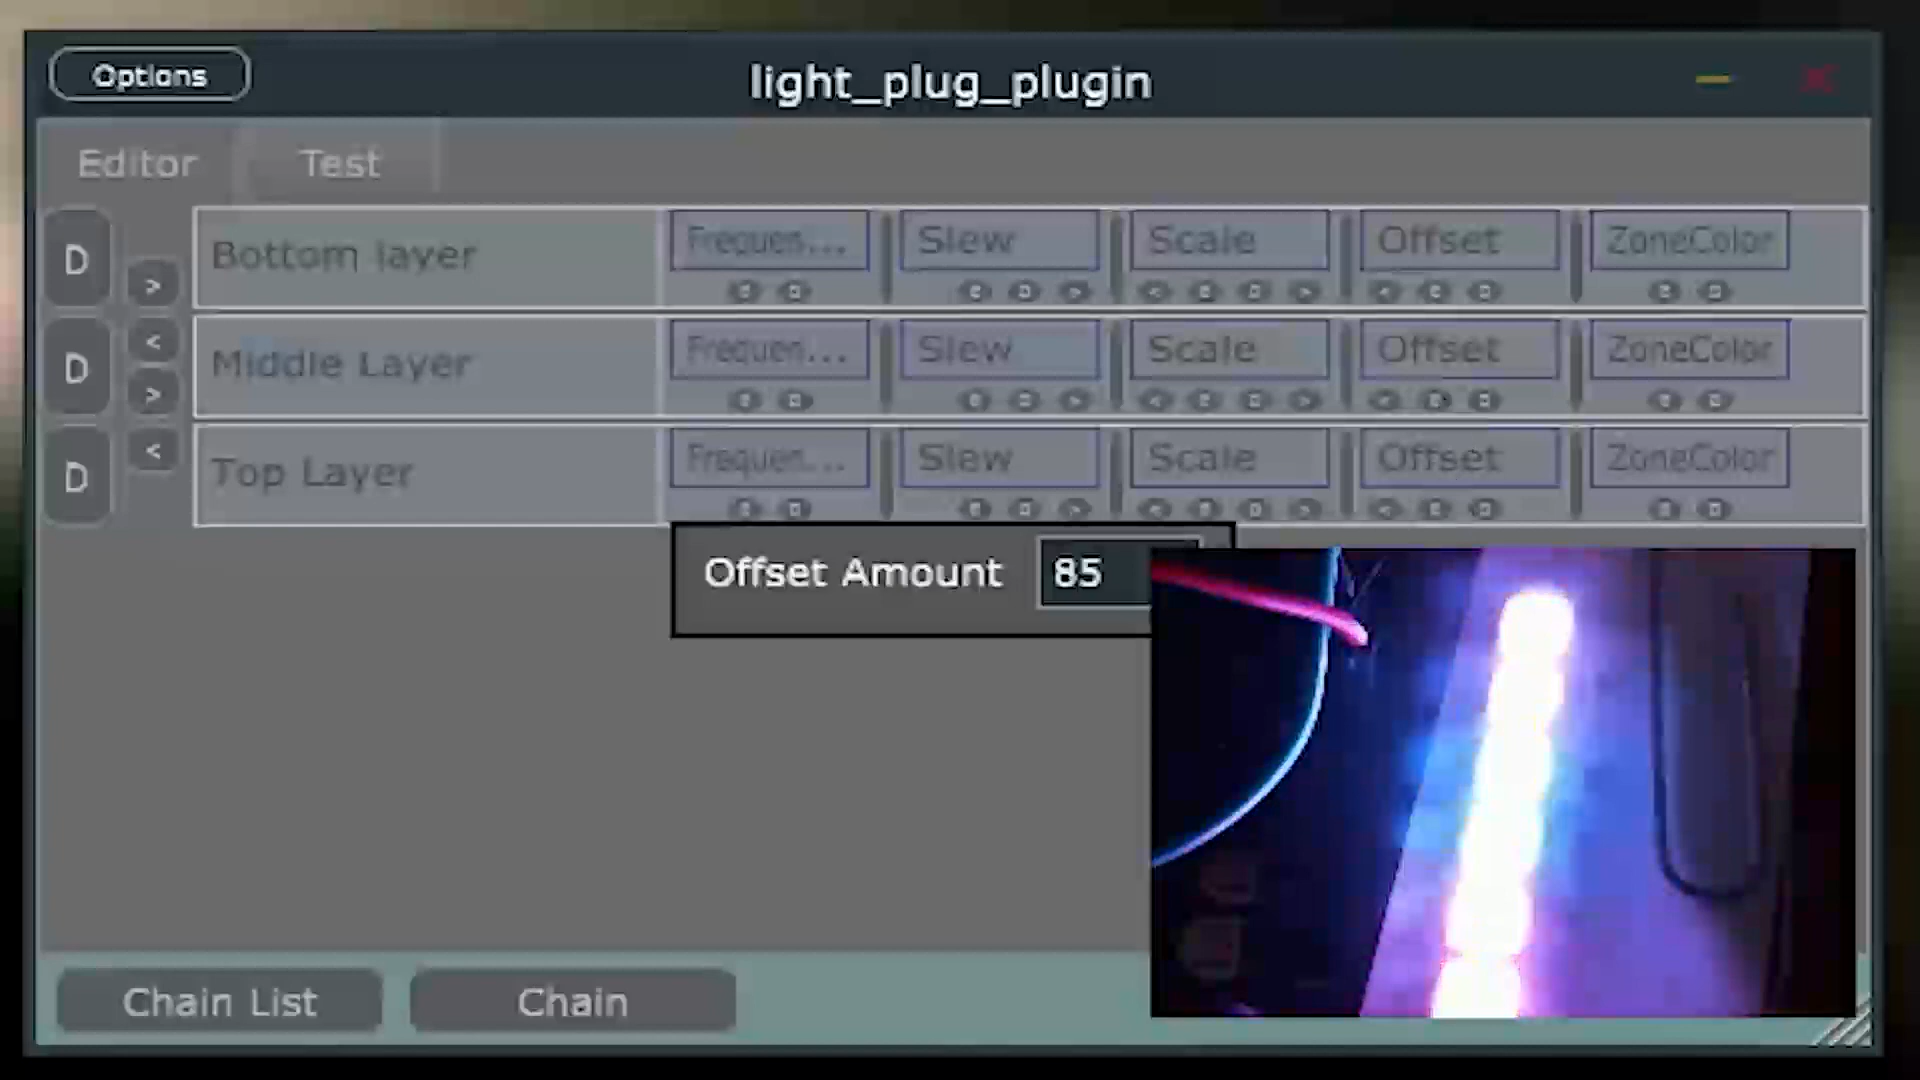 Options
light_plug_plugin
Editor
Test
D
>
Bottom layer
Frequen...
Slew
Scale
Offset
ZoneColor
D
<
>
Middle Layer
Frequen...
Slew
Scale
Offset
ZoneColor
D
<
Top Layer
Frequen...
Slew
Scale
Offset
ZoneColor
Offset Amount
85
Chain List
Chain